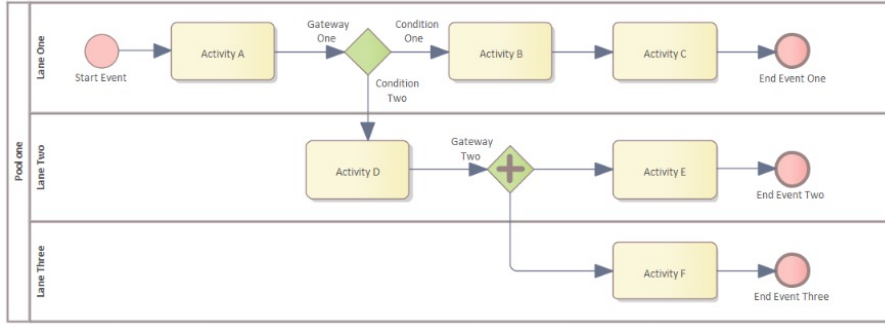 Pool one
Lane One
Start Event
Activity A
Gateway
One
Condition
One
Condition
Two
Activity B
Activity C
End Event One
Lane Two
Activity D
Gateway
Two
Activity E
End Event Two
Lane Three
Activity F
End Event Three